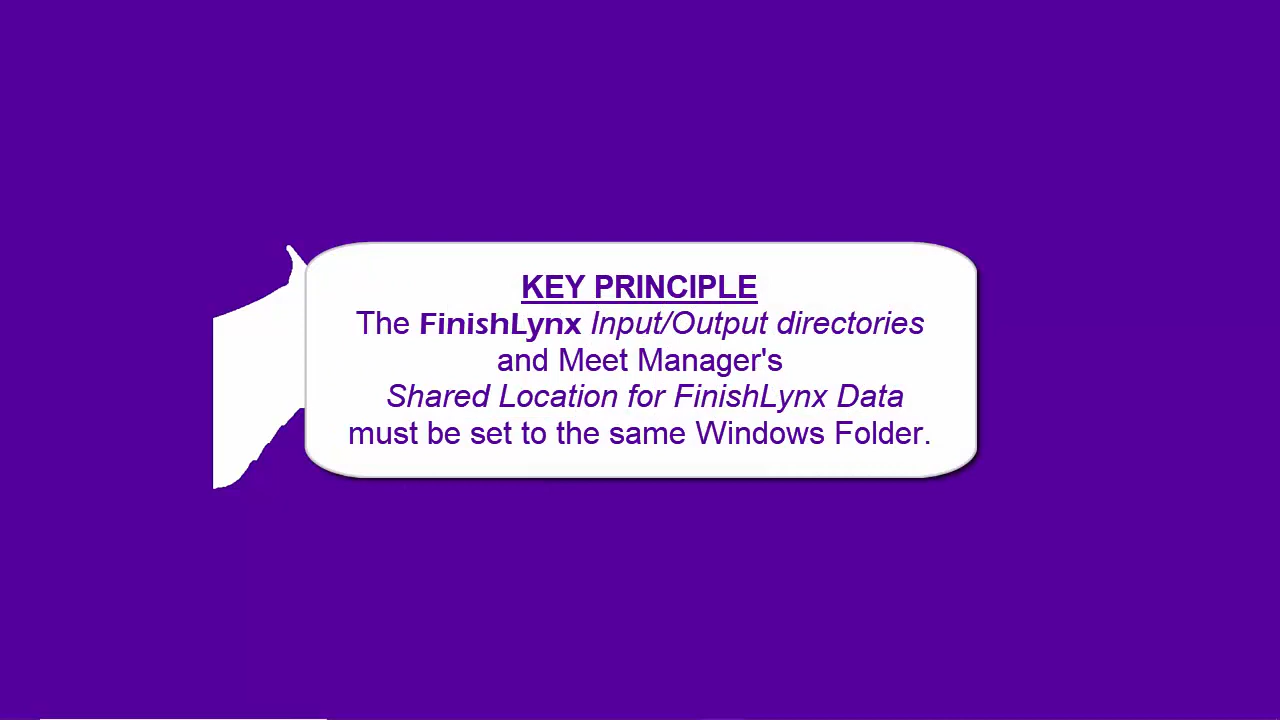 KEY PRINCIPLE
The FinishLynx Input/Output directories
and Meet Manager's
Shared Location for FinishLynx Data
must be set to the same Windows Folder.